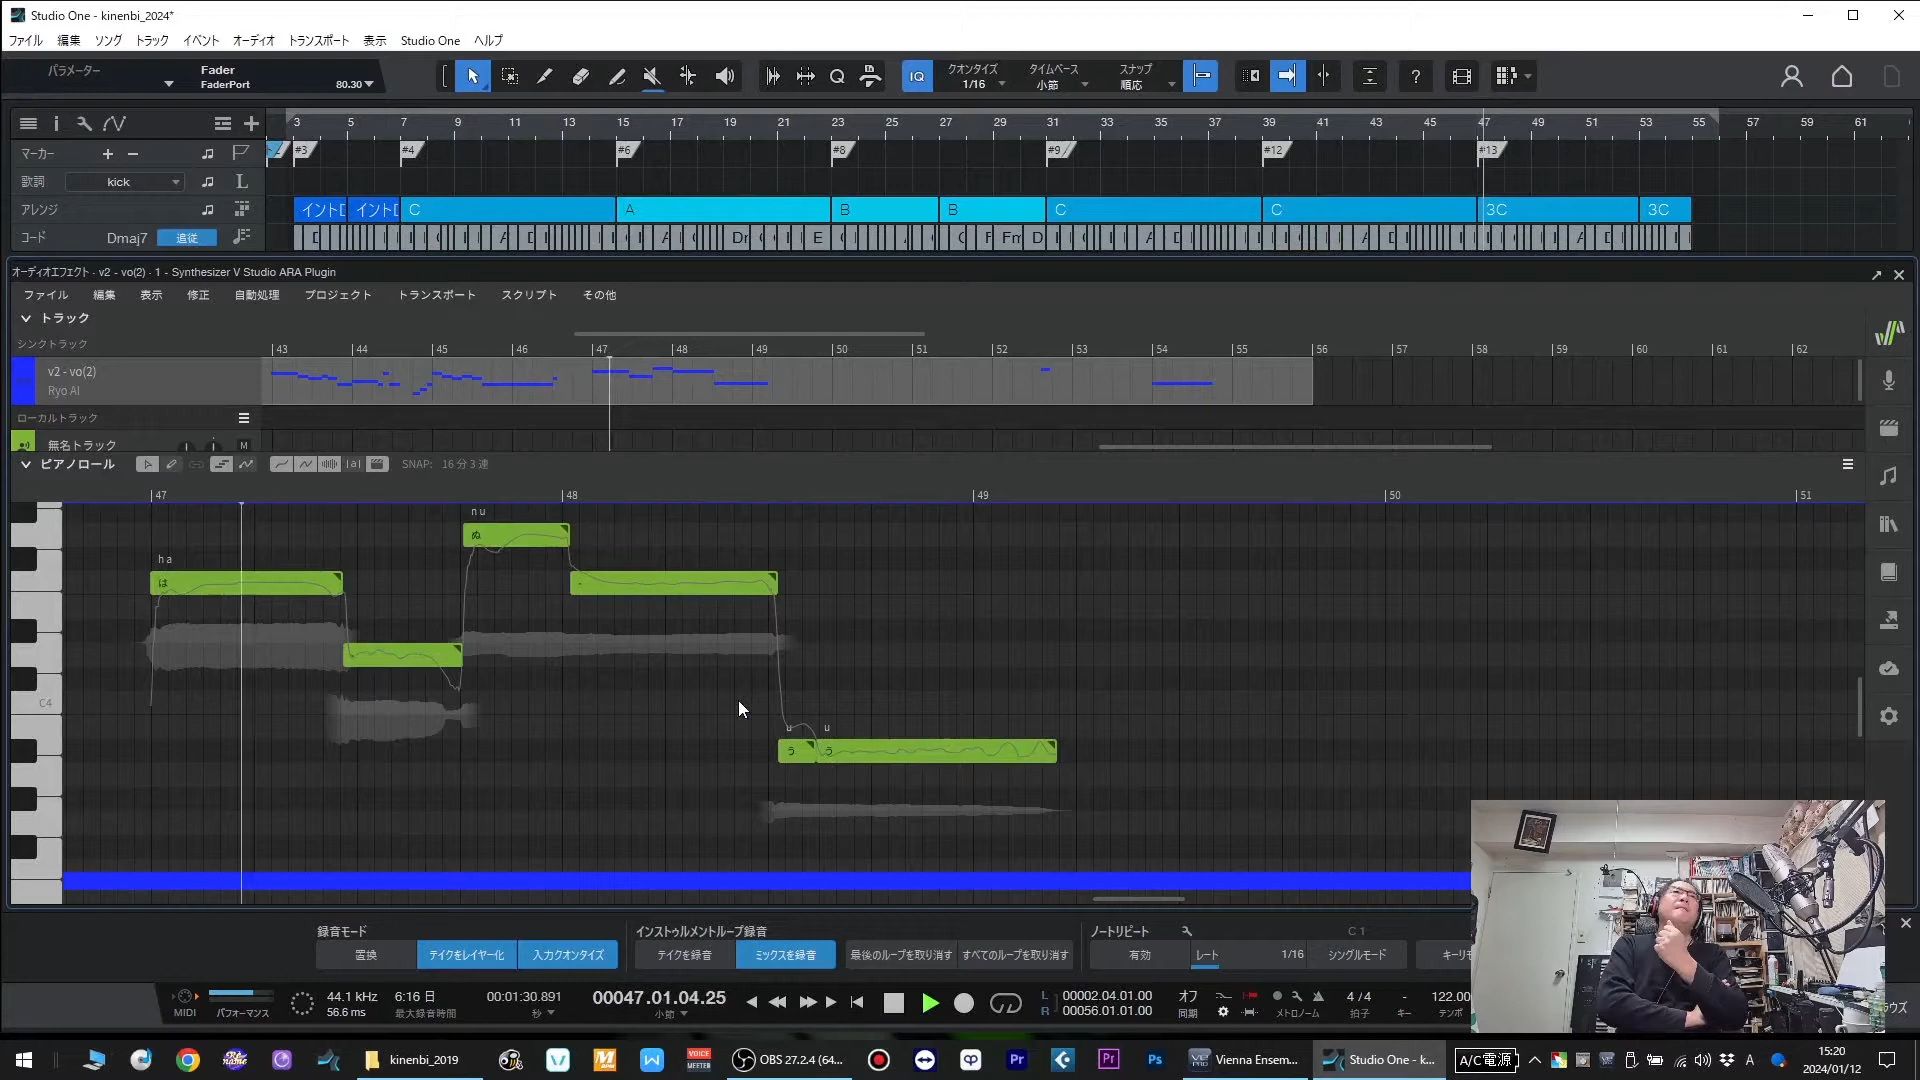 Studio One - kinenbi_2024*
ファイル 編集 ソング トラック イベント オーディオ トランスポート 表示 Studio One ヘルプ
パラメーター Fader
FaderPort 80.30
IQ クオンタイズ 1/16 タイムベース 小節 スナップ 順応
3 5 7 9 11 13 15 17 19 21 23 25 27 29 31 33 35 37 39 41 43 45 47 49 51 53 55 57 59 61
マーカー #3 #4 #6 #8 #9 #12 #13
歌詞 kick L
アレンジ イント イント C A B B C C 3C 3C
コード Dmaj7 追従
オーディオエフェクト - v2 - vo(2) · 1 - Synthesizer V Studio ARA Plugin
ファイル 編集 表示 修正 自動処理 プロジェクト トランスポート スクリプト その他
トラック
シンクトラック 43 44 45 46 47 48 49 50 51 52 53 54 55 56 57 58 59 60 61 62
v2 - vo(2)
Ryo AI
ローカルトラック
無名トラック M
ピアノロール SNAP: 16 分 3 連
47 48 49 50 51
n u
ぬ
h a
は
-
C4
u u
う う
録音モード インストゥルメントループ録音 ノートリピート C 1
置換 テイクをレイヤー化 入力クオンタイズ テイクを録音 ミックスを録音 最後のループを取り消す すべてのループを取り消す 有効 レート 1/16 シングルモード キーリモ
MIDI パフォーマンス 44.1 kHz 56.6 ms 6:16 日 最大録音時間 00:01:30.891 秒 00047.01.04.25 小節 L 00002.04.01.00 R 00056.01.01.00 オフ 同期 メトロノーム 4 / 4 拍子 - キー 122.00 テンポ
kinenbi_2019 VOICE MEETER OBS 27.2.4 (64... Pr Pr Ps Vienna Ensem... Studio One - k... A/C電源 A 15:20
2024/01/12